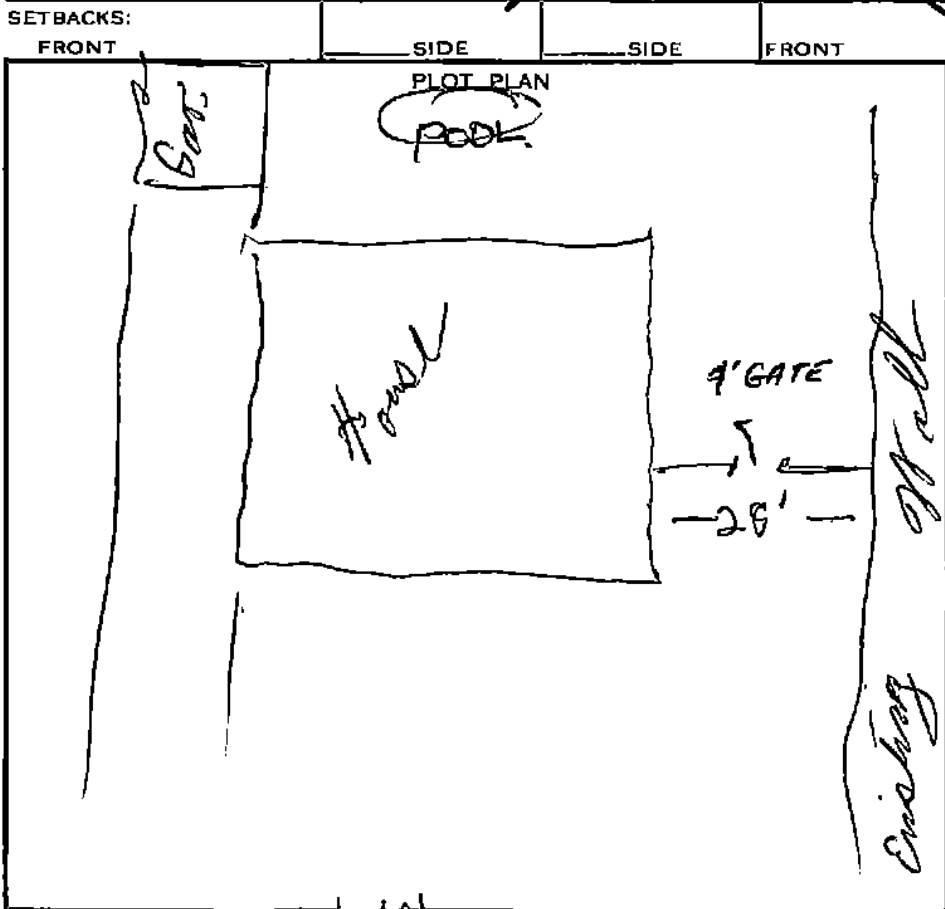 SETBACKS:
FRONT
SIDE
SIDE
FRONT
PLOT PLAN
POOL
Gar.
House
4' GATE
28'
Existing Wall